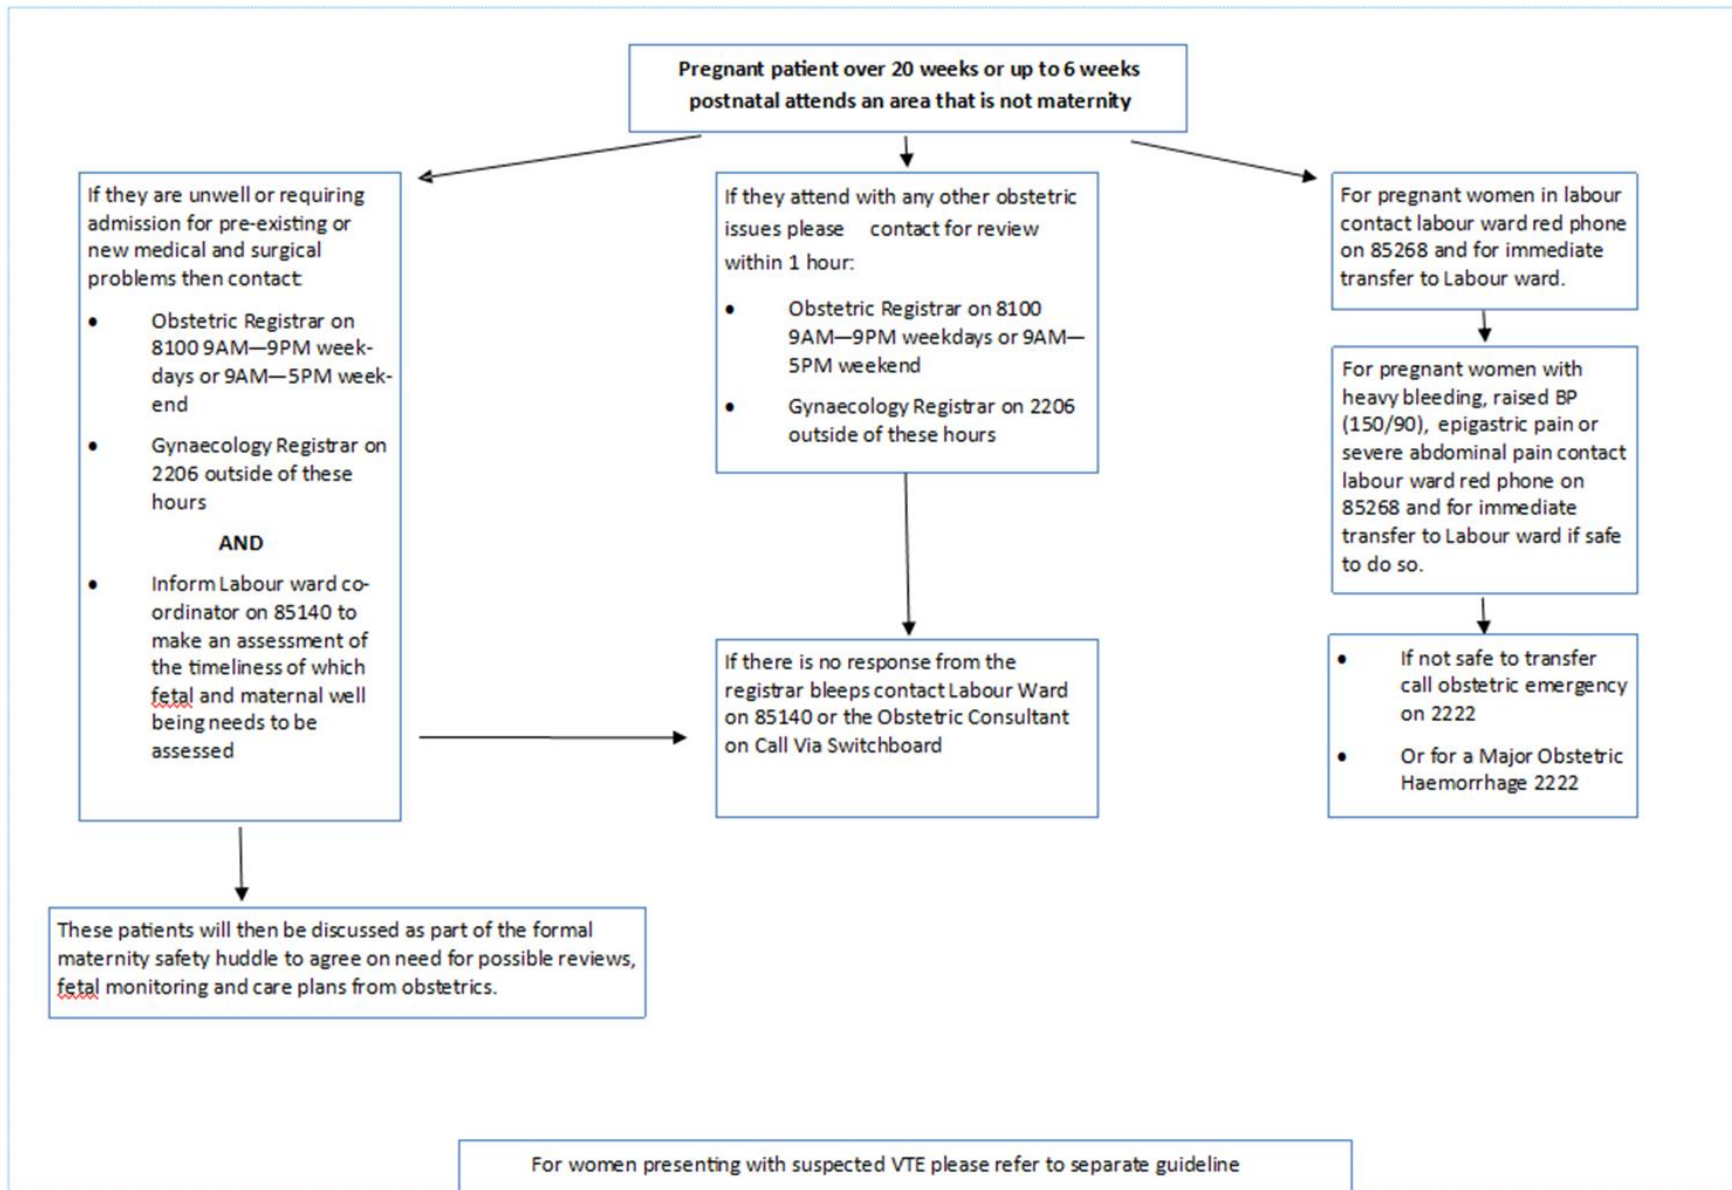 Pregnant patient over 20 weeks or up to 6 weeks
postnatal attends an area that is not maternity
If they are unwell or requiring
admission for pre-existing or
new medical and surgical
problems then contact:
• Obstetric Registrar on
8100 9AM—9PM week-
days or 9AM—5PM week-
end
• Gynaecology Registrar on
2206 outside of these
hours
AND
• Inform Labour ward co-
ordinator on 85140 to
make an assessment of
the timeliness of which
fetal and maternal well
being needs to be
assessed
These patients will then be discussed as part of the formal
maternity safety huddle to agree on need for possible reviews,
fetal monitoring and care plans from obstetrics.
If they attend with any other obstetric
issues please contact for review
within 1 hour:
• Obstetric Registrar on 8100
9AM—9PM weekdays or 9AM—
5PM weekend
• Gynaecology Registrar on 2206
outside of these hours
If there is no response from the
registrar bleeps contact Labour Ward
on 85140 or the Obstetric Consultant
on Call Via Switchboard
For pregnant women in labour
contact labour ward red phone
on 85268 and for immediate
transfer to Labour ward.
For pregnant women with
heavy bleeding, raised BP
(150/90), epigastric pain or
severe abdominal pain contact
labour ward red phone on
85268 and for immediate
transfer to Labour ward if safe
to do so.
• If not safe to transfer
call obstetric emergency
on 2222
• Or for a Major Obstetric
Haemorrhage 2222
For women presenting with suspected VTE please refer to separate guideline